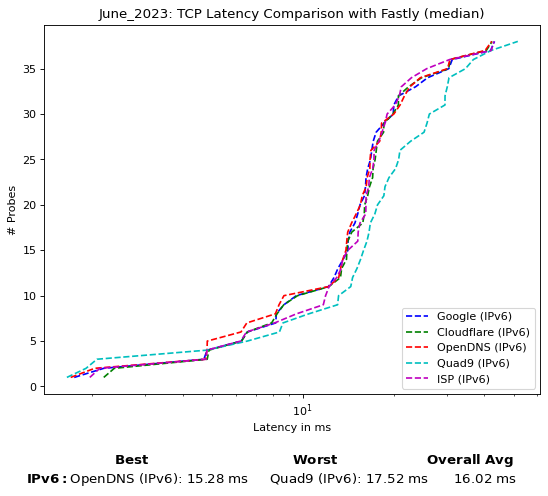 June_2023: TCP Latency Comparison with Fastly (median)
# Probes
35
30
25
20
15
10
5
0
Google (IPv6)
Cloudflare (IPv6)
OpenDNS (IPv6)
Quad9 (IPv6)
ISP (IPv6)
10¹
Latency in ms
Best Worst Overall Avg
IPv6: OpenDNS (IPv6): 15.28 ms Quad9 (IPv6): 17.52 ms 16.02 ms